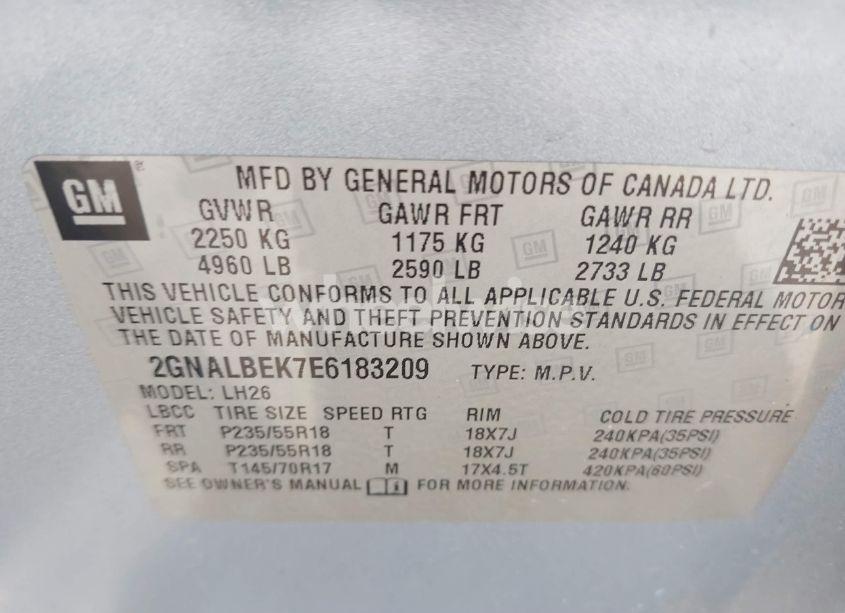 GM
MFD BY GENERAL MOTORS OF CANADA LTD.
GVWR GAWR FRT GAWR RR
2250 KG 1175 KG 1240 KG
4960 LB 2590 LB 2733 LB
THIS VEHICLE CONFORMS TO ALL APPLICABLE U.S. FEDERAL MOTOR
VEHICLE SAFETY AND THEFT PREVENTION STANDARDS IN EFFECT ON
THE DATE OF MANUFACTURE SHOWN ABOVE.
2GNALBEK7E6183209 TYPE: M.P.V.
MODEL: LH26
LBCC TIRE SIZE SPEED RTG RIM COLD TIRE PRESSURE
FRT P235/55R18 T 18X7J 240KPA(35PSI)
RR P235/55R18 T 18X7J 240KPA(35PSI)
SPA T145/70R17 M 17X4.5T 420KPA(60PSI)
SEE OWNER'S MANUAL FOR MORE INFORMATION.